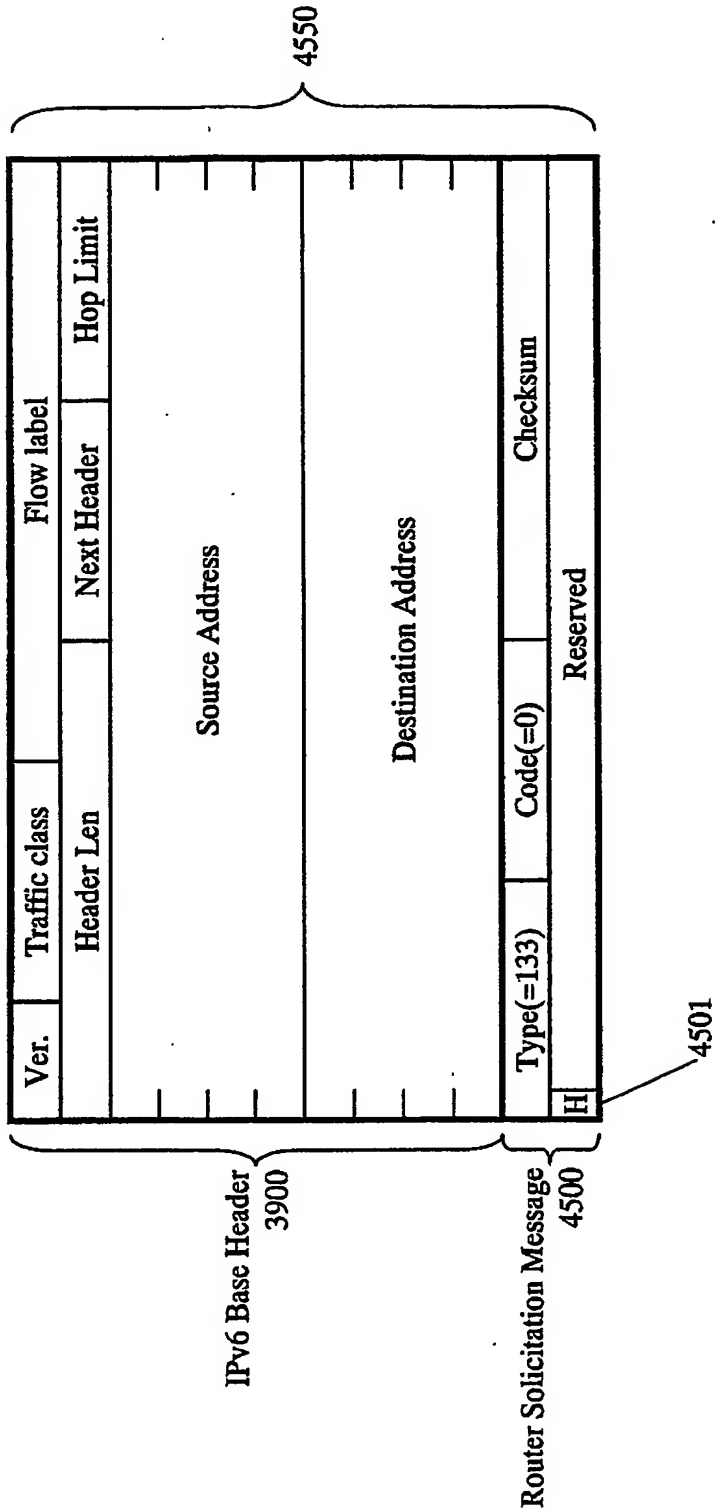 Ver.
Traffic class
Flow label
Header Len
Next Header
Hop Limit
Source Address
Destination Address
Type(=133)
Code(=0)
Checksum
H
Reserved
IPv6 Base Header
3900
Router Solicitation Message
4500
4501
4550